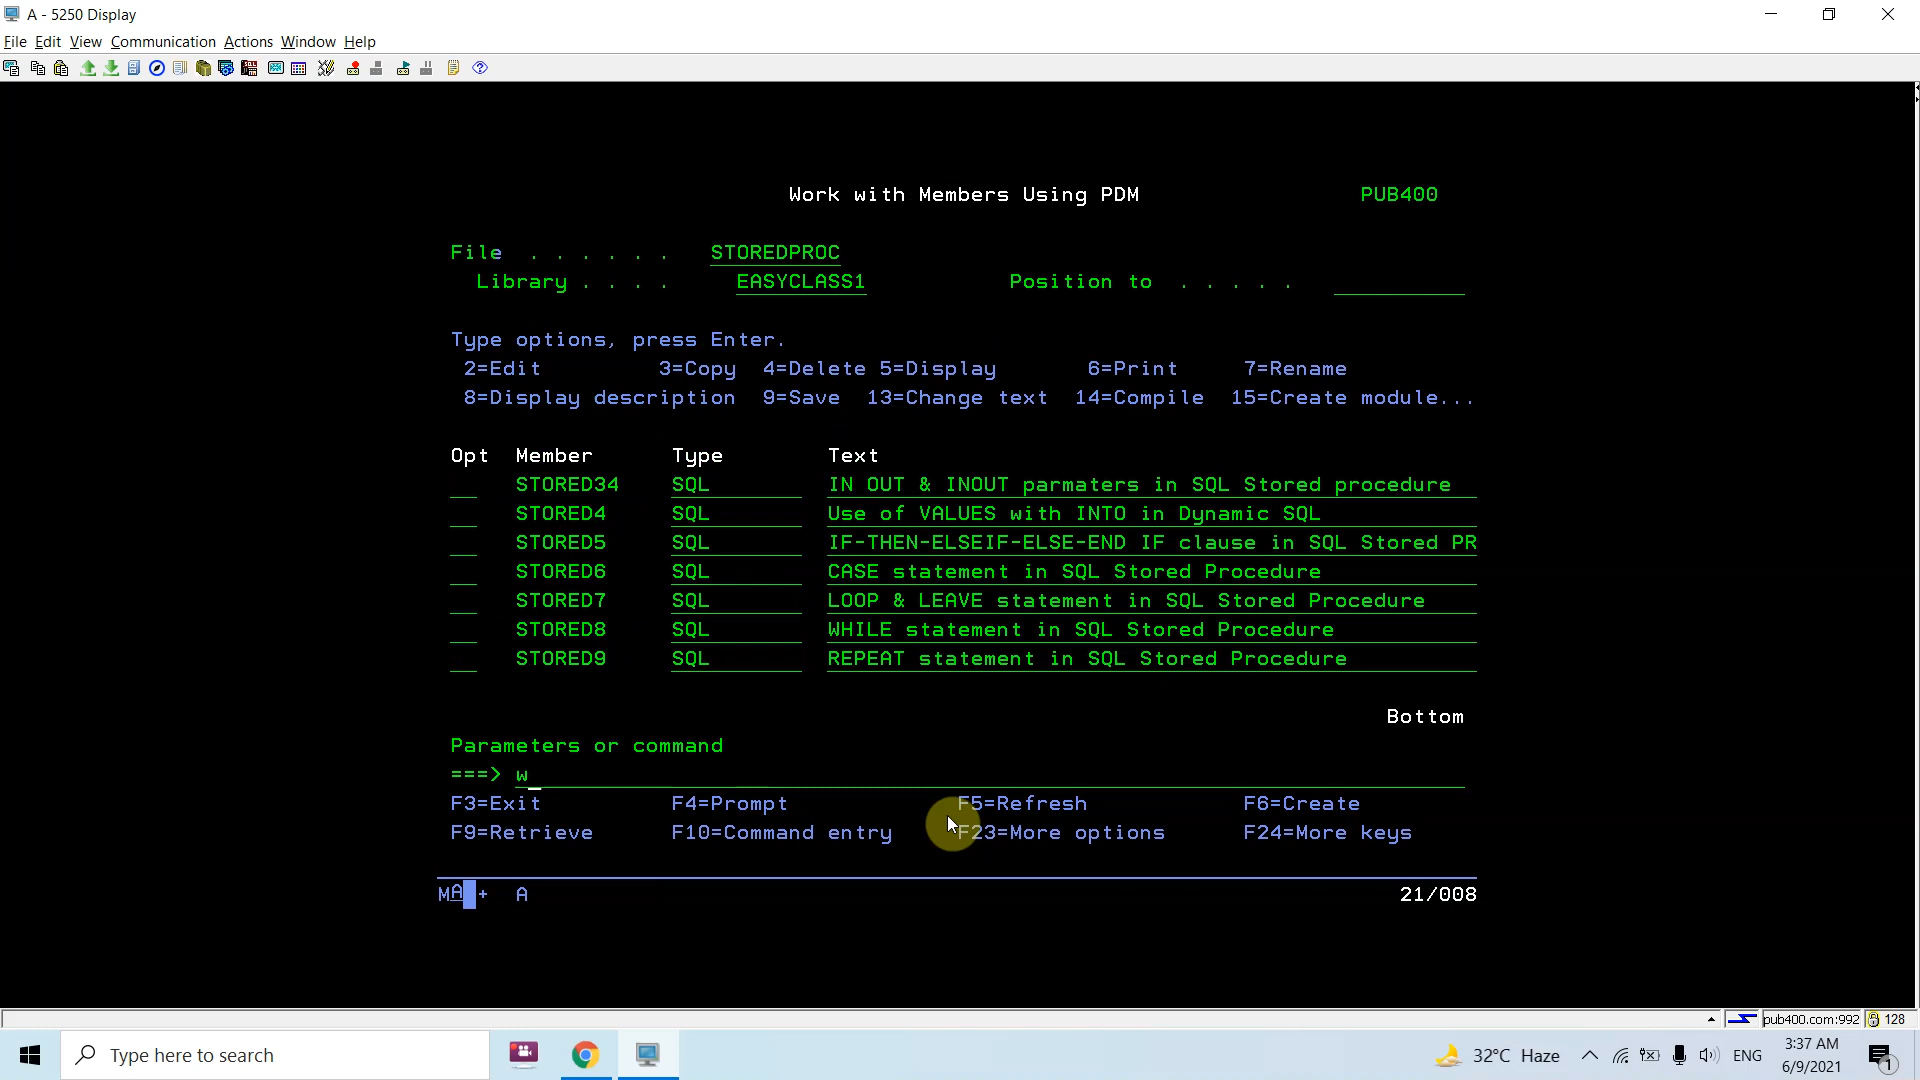 A - 5250 Display
File Edit View Communication Actions Window Help
Work with Members Using PDM PUB400
File . . . . . . STOREDPROC
Library . . . . EASYCLASS1 Position to . . . . .
Type options, press Enter.
2=Edit 3=Copy 4=Delete 5=Display 6=Print 7=Rename
8=Display description 9=Save 13=Change text 14=Compile 15=Create module...
Opt Member Type Text
STORED34 SQL IN OUT & INOUT parmaters in SQL Stored procedure
STORED4 SQL Use of VALUES with INTO in Dynamic SQL
STORED5 SQL IF-THEN-ELSEIF-ELSE-END IF clause in SQL Stored PR
STORED6 SQL CASE statement in SQL Stored Procedure
STORED7 SQL LOOP & LEAVE statement in SQL Stored Procedure
STORED8 SQL WHILE statement in SQL Stored Procedure
STORED9 SQL REPEAT statement in SQL Stored Procedure
Bottom
Parameters or command
===> w
F3=Exit F4=Prompt F5=Refresh F6=Create
F9=Retrieve F10=Command entry F23=More options F24=More keys
MA + A 21/008
pub400.com:992 128
Type here to search 32°C Haze ENG 3:37 AM
6/9/2021 1